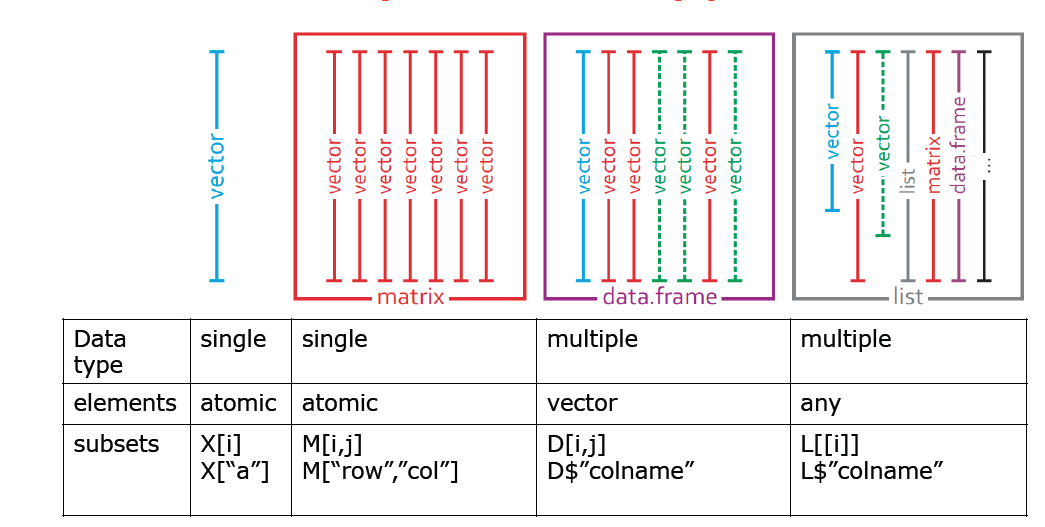 vector
vector
vector
vector
vector
vector
vector
vector
matrix
vector
vector
vector
vector
vector
vector
vector
data.frame
vector
vector
vector
list
matrix
data.frame
...
list
Data type single single multiple multiple
elements atomic atomic vector any
subsets X[i] M[i,j] D[i,j] L[[i]]
X[“a”] M[“row”,”col”] D$”colname” L$”colname”